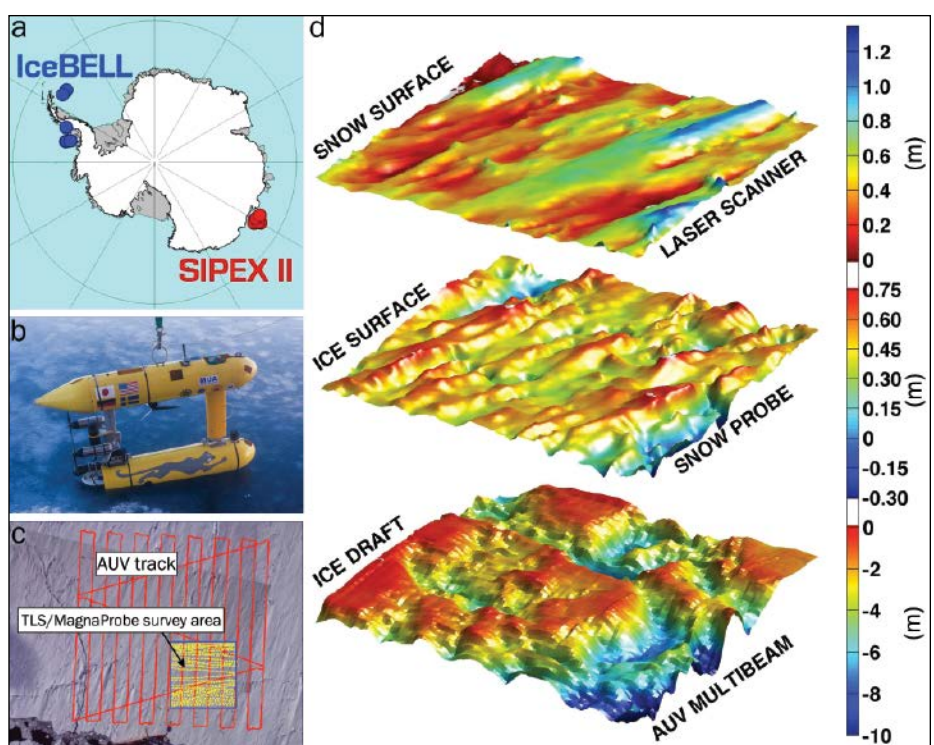 a
IceBELL
SIPEX II
b
c
AUV track
TLS/MagnaProbe survey area
d
SNOW SURFACE
LASER SCANNER
ICE SURFACE
SNOW PROBE
ICE DRAFT
AUV MULTIBEAM
1.2
1.0
0.8
0.6
0.4
0.2
0
(m)
0.75
0.60
0.45
0.30
0.15
0
-0.15
-0.30
(m)
0
-2
-4
-6
-8
-10
(m)